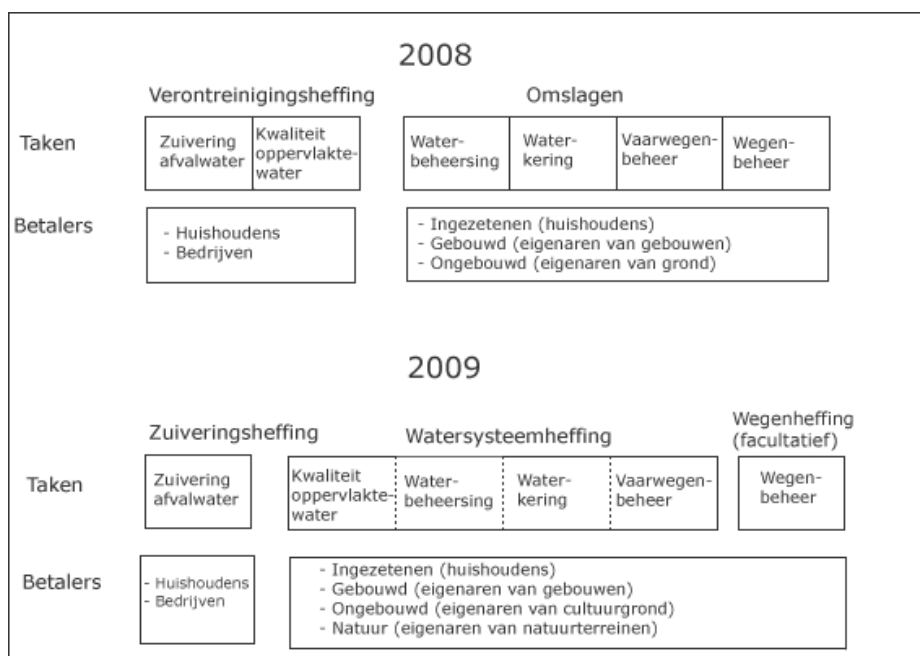 2008
Verontreinigingsheffing
Omslagen
Taken
Zuivering
afvalwater
Kwaliteit
oppervlakte-
water
Water-
beheersing
Water-
kering
Vaarwegen-
beheer
Wegen-
beheer
Betalers
- Huishoudens
- Bedrijven
- Ingezetenen (huishoudens)
- Gebouwd (eigenaren van gebouwen)
- Ongebouwd (eigenaren van grond)
2009
Zuiveringsheffing
Watersysteemheffing
Wegenheffing
(facultatief)
Taken
Zuivering
afvalwater
Kwaliteit
oppervlakte-
water
Water-
beheersing
Water-
kering
Vaarwegen-
beheer
Wegen-
beheer
Betalers
- Huishoudens
- Bedrijven
- Ingezetenen (huishoudens)
- Gebouwd (eigenaren van gebouwen)
- Ongebouwd (eigenaren van cultuurgrond)
- Natuur (eigenaren van natuurterreinen)